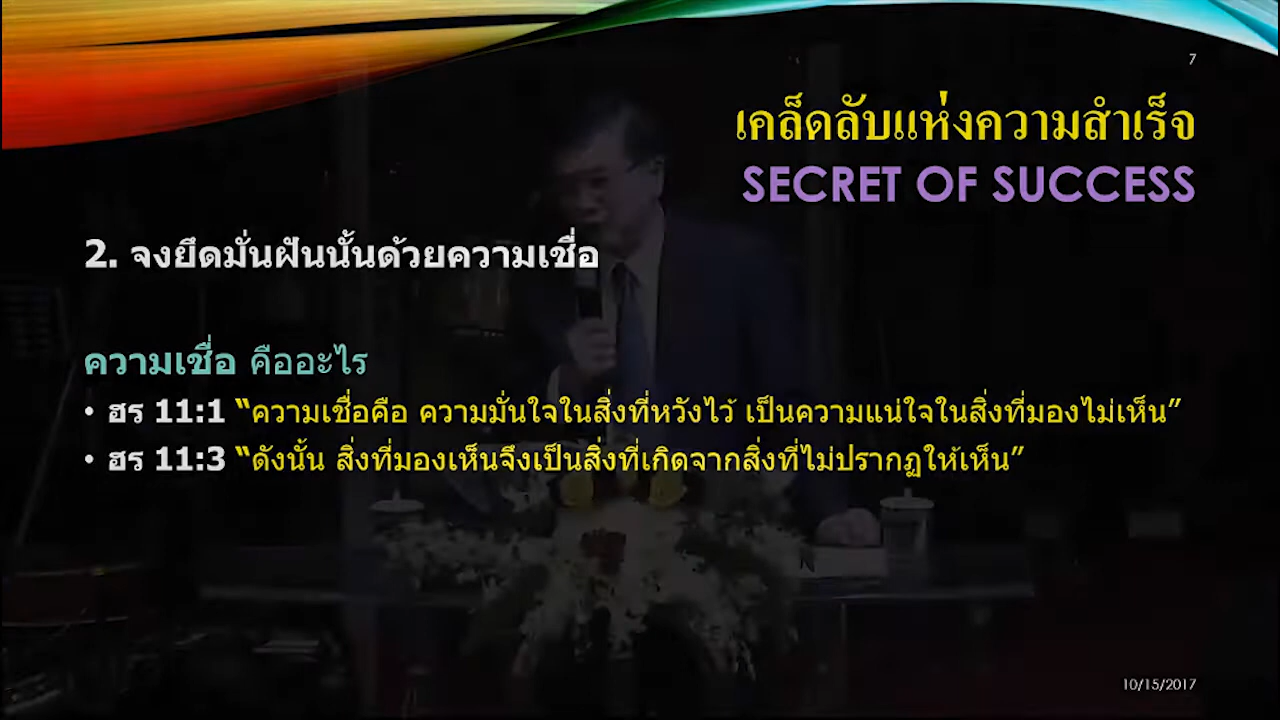 7
เคล็ดลับแห่งความสำเร็จ
SECRET OF SUCCESS
2. จงยึดมั่นฝันนั้นด้วยความเชื่อ
ความเชื่อ คืออะไร
• ฮร 11:1 “ความเชื่อคือ ความมั่นใจในสิ่งที่หวังไว้ เป็นความแน่ใจในสิ่งที่มองไม่เห็น”
• ฮร 11:3 “ดังนั้น สิ่งที่มองเห็นจึงเป็นสิ่งที่เกิดจากสิ่งที่ไม่ปรากฏให้เห็น”
N
10/15/2017